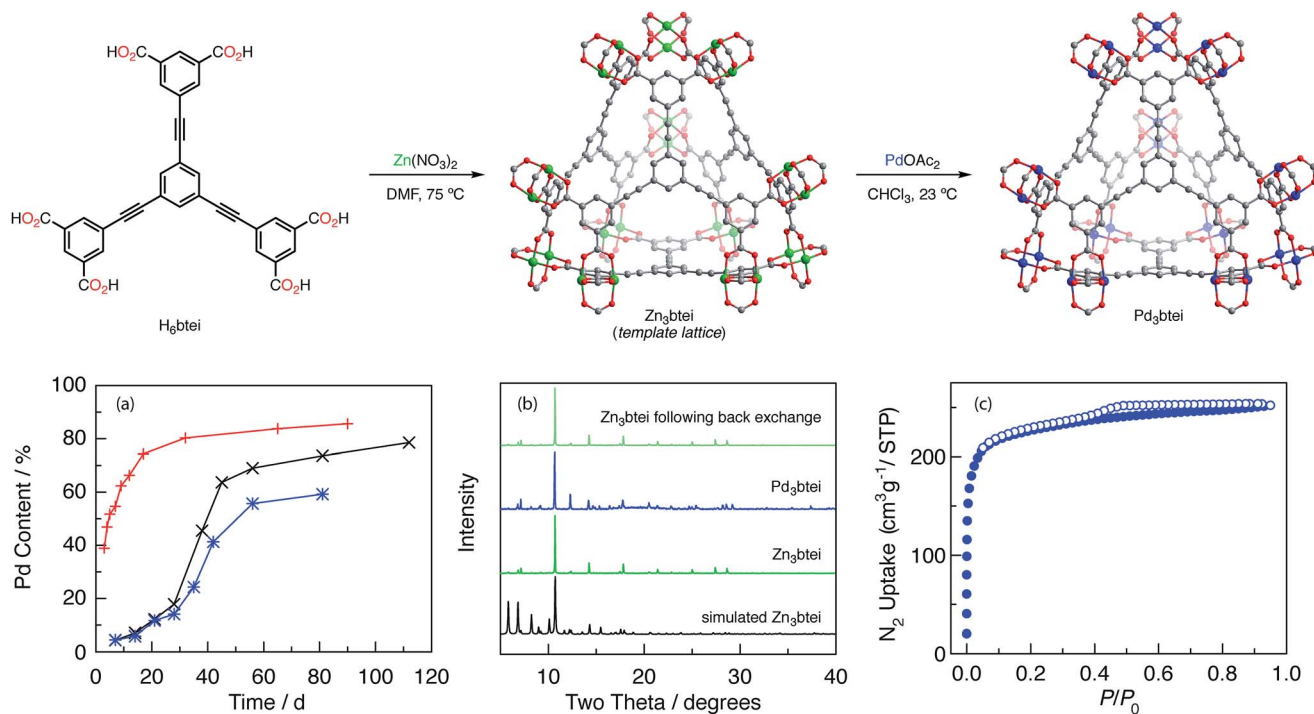 CO2H
CO2H
HO2C
HO2C
CO2H
CO2H
H6btei
Zn(NO3)2
DMF, 75 ºC
Zn3btei
(template lattice)
PdOAc2
CHCl3, 23 ºC
Pd3btei
(a)
Pd Content / %
100
80
60
40
20
0
0 20 40 60 80 100 120
Time / d
(b)
Intensity
Zn3btei following back exchange
Pd3btei
Zn3btei
simulated Zn3btei
10 20 30 40
Two Theta / degrees
(c)
N2 Uptake (cm3g-1/ STP)
200
100
0
0.0 0.2 0.4 0.6 0.8 1.0
P/P0